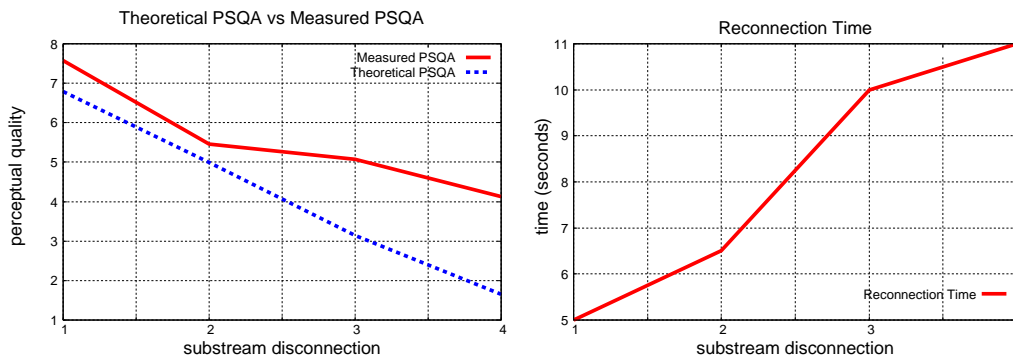 Theoretical PSQA vs Measured PSQA
8
7
6
5
4
3
2
1
perceptual quality
Measured PSQA
Theoretical PSQA
1 2 3 4
substream disconnection
Reconnection Time
11
10
9
8
7
6
5
time (seconds)
Reconnection Time
1 2 3
substream disconnection